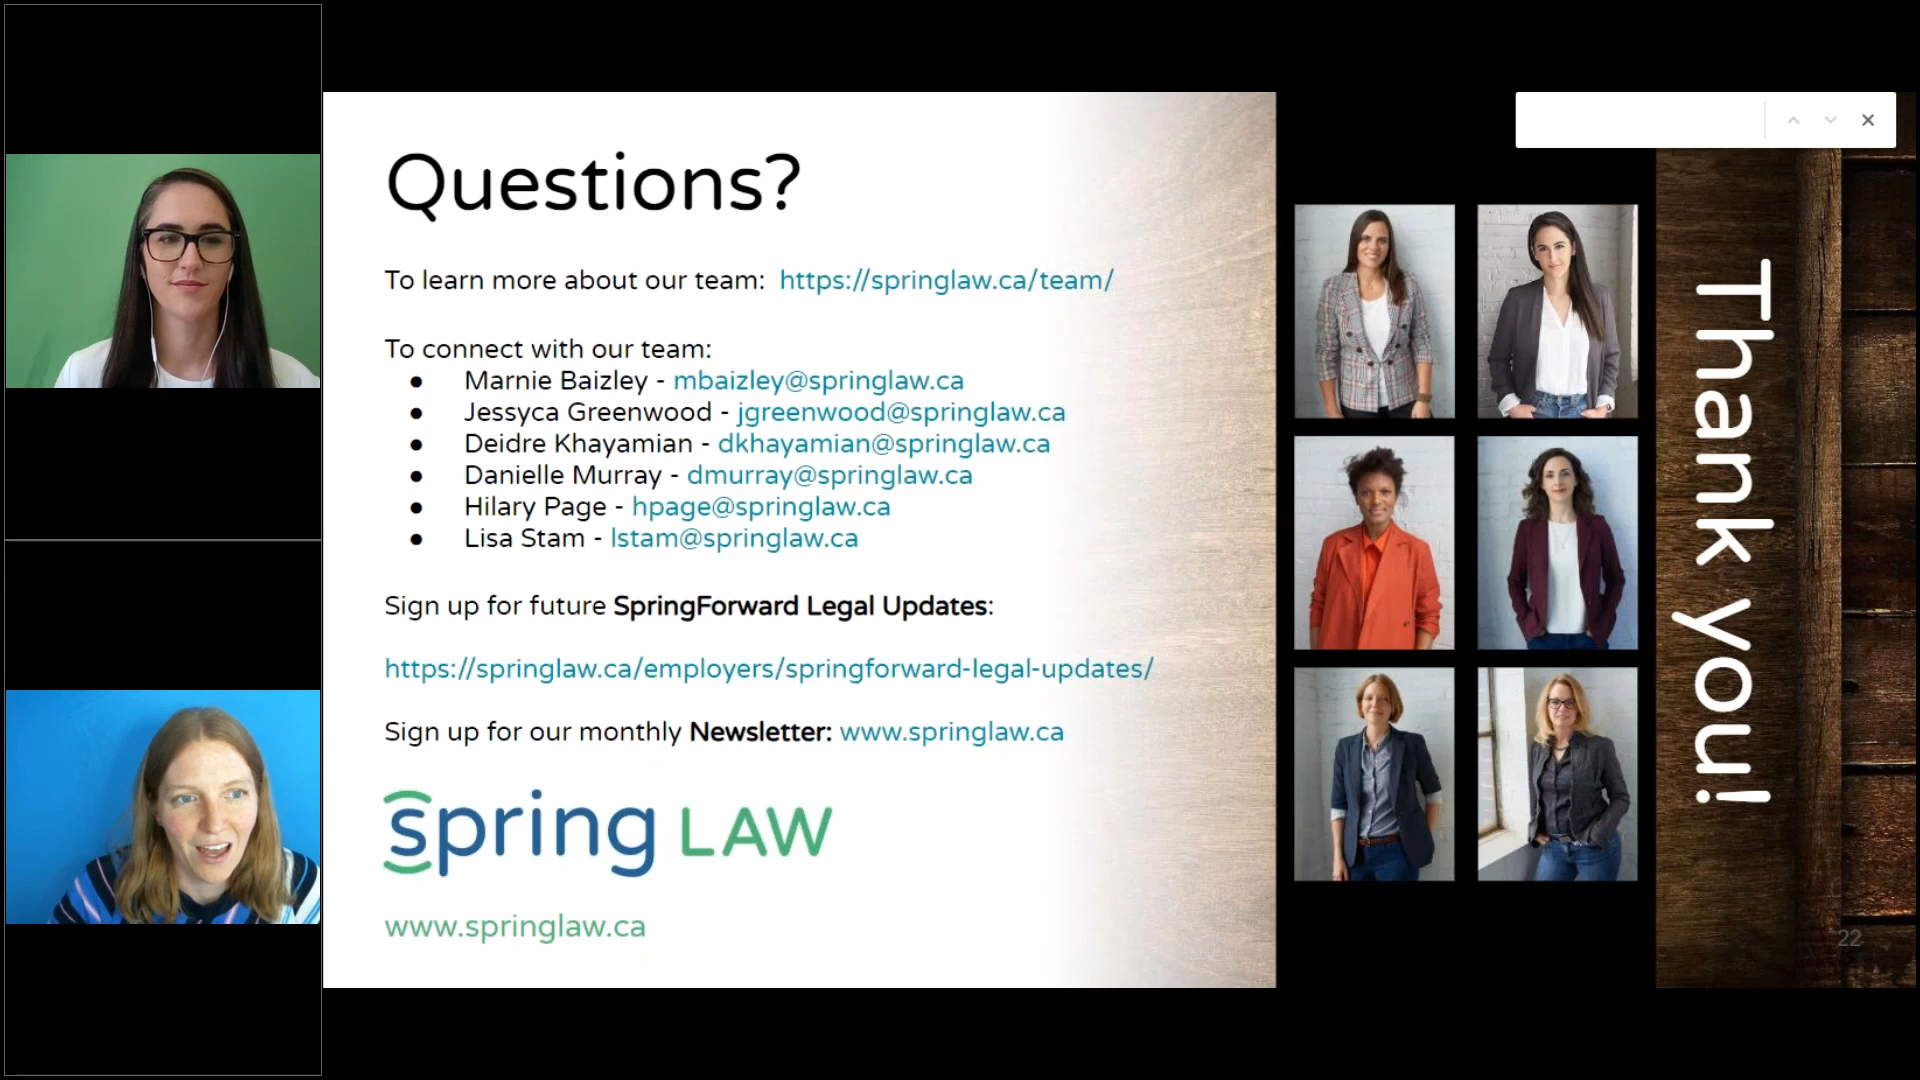 Questions?
To learn more about our team: https://springlaw.ca/team/
To connect with our team:
● Marnie Baizley - mbaizley@springlaw.ca
● Jessyca Greenwood - jgreenwood@springlaw.ca
● Deidre Khayamian - dkhayamian@springlaw.ca
● Danielle Murray - dmurray@springlaw.ca
● Hilary Page - hpage@springlaw.ca
● Lisa Stam - lstam@springlaw.ca
Sign up for future SpringForward Legal Updates:
https://springlaw.ca/employers/springforward-legal-updates/
Sign up for our monthly Newsletter: www.springlaw.ca
spring LAW
www.springlaw.ca
Thank you!
22